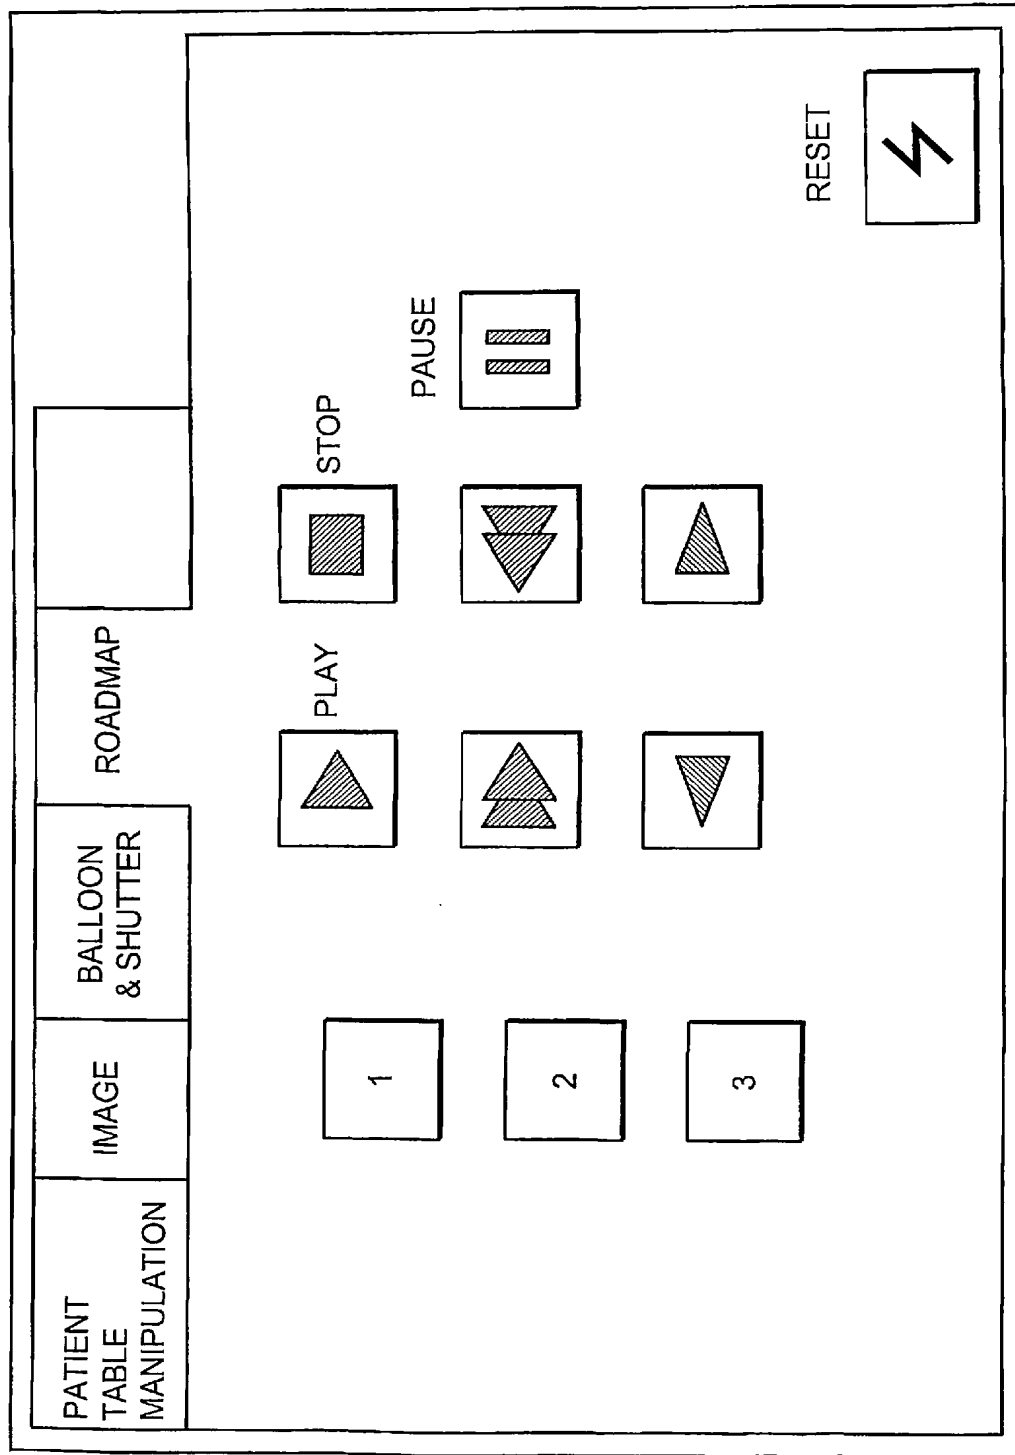 PATIENT
TABLE
MANIPULATION
IMAGE
BALLOON
& SHUTTER
ROADMAP
PLAY
STOP
PAUSE
1
2
3
RESET